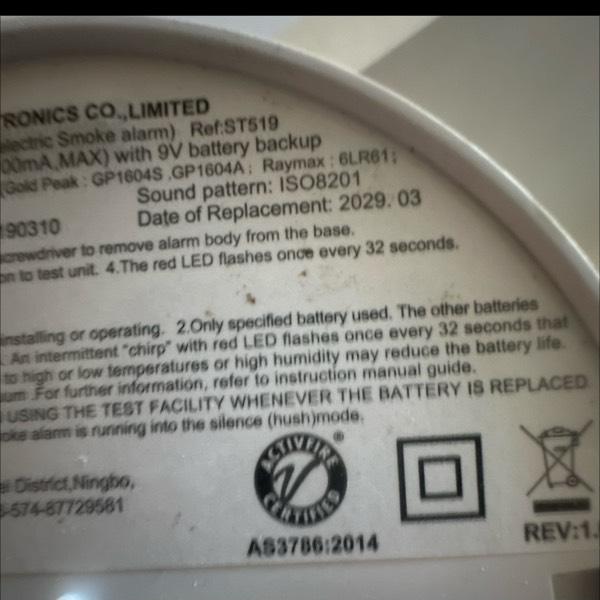 TRONICS CO.,LIMITED
electric Smoke alarm) Ref:ST519
00mA,MAX) with 9V battery backup
(Gold Peak : GP1604S ,GP1604A ; Raymax : 6LR61;
Sound pattern: ISO8201
190310 Date of Replacement: 2029. 03
screwdriver to remove alarm body from the base.
on to test unit. 4.The red LED flashes once every 32 seconds.
installing or operating. 2.Only specified battery used. The other batteries
. An intermittent "chirp" with red LED flashes once every 32 seconds that
to high or low temperatures or high humidity may reduce the battery life.
um .For further information, refer to instruction manual guide.
USING THE TEST FACILITY WHENEVER THE BATTERY IS REPLACED
oke alarm is running into the silence (hush)mode.
ei District,Ningbo,
6-574-87729581
ACTIVFIRE ®
CERTIFIED
AS3786:2014
REV:1.